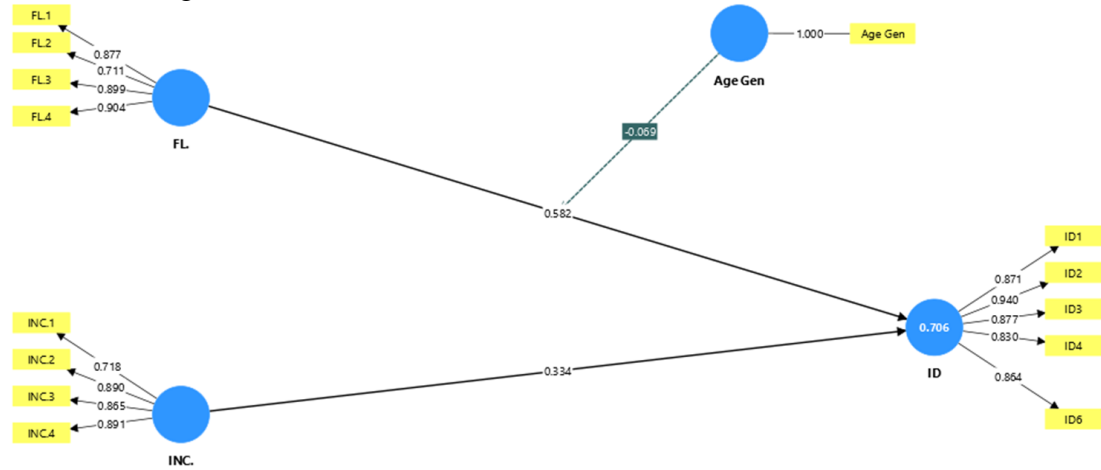 FL.1
FL.2
FL.3
FL.4
0.877
0.711
0.899
0.904
FL.
1.000
Age Gen
Age Gen
-0.069
0.582
ID1
ID2
ID3
ID4
ID6
0.871
0.940
0.877
0.830
0.864
0.706
ID
INC.1
INC.2
INC.3
INC.4
0.718
0.890
0.865
0.891
INC.
0.334